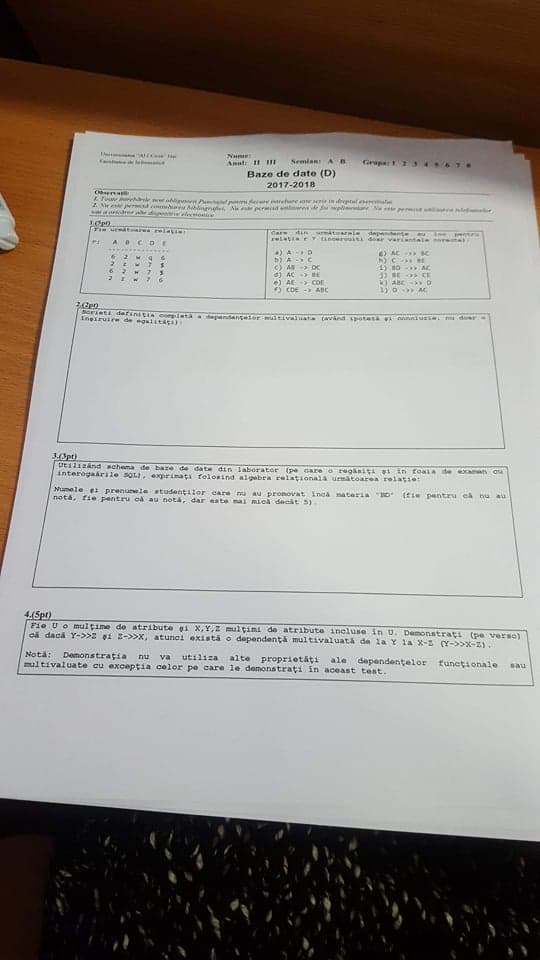 Universitatea "Al I Cuza" Iaşi
Facultatea de Informatică
Nume:
Anul: II III Semian: A B Grupa: 1 2 3 4 5 6 7 8
Baze de date (D)
2017-2018
Observaţii:
1. Toate întrebările sunt obligatorii Punctajul pentru fiecare întrebare este scris în dreptul exerciţiului
2. Nu este permisă consultarea bibliografiei. Nu este permisă utilizarea de foi suplimentare. Nu este permisă utilizarea telefoanelor
sau a oricăror alte dispozitive electronice
1.(5pt)
Fie următoarea relaţie:
r: A B C D E
6 2 w q 6
2 z w 7 $
6 2 w 7 $
2 z w 7 6
Care din următoarele dependenţe au loc pentru
relaţia r ? (încercuiţi doar variantele corecte):
a) A -> D
b) A -> C
c) AB -> DC
d) AC -> BE
e) AE -> CDE
f) CDE -> ABC
g) AC ->> BC
h) C ->> BE
i) BD ->> AC
j) BE ->> CE
k) ABC ->> D
l) D ->> AC
2.(2pt)
Scrieti definiţia completă a dependenţelor multivaluate (având ipoteză şi concluzie, nu doar o
înşiruire de egalităţi):
3.(3pt)
Utilizând schema de baze de date din laborator (pe care o regăsiţi şi în foaia de examen cu
interogaările SQL), exprimaţi folosind algebra relaţională următoarea relaţie:
Numele şi prenumele studenţilor care nu au promovat încă materia "BD" (fie pentru că nu au
notă, fie pentru că au notă, dar este mai mică decât 5).
4.(5pt)
Fie U o mulţime de atribute şi X,Y,Z mulţimi de atribute incluse în U. Demonstraţi (pe verso)
că dacă Y->>Z şi Z->>X, atunci există o dependenţă multivaluată de la Y la X-Z (Y->>X-Z).
Notă: Demonstraţia nu va utiliza alte proprietăţi ale dependenţelor funcţionale sau
multivaluate cu excepţia celor pe care le demonstraţi în aceast test.